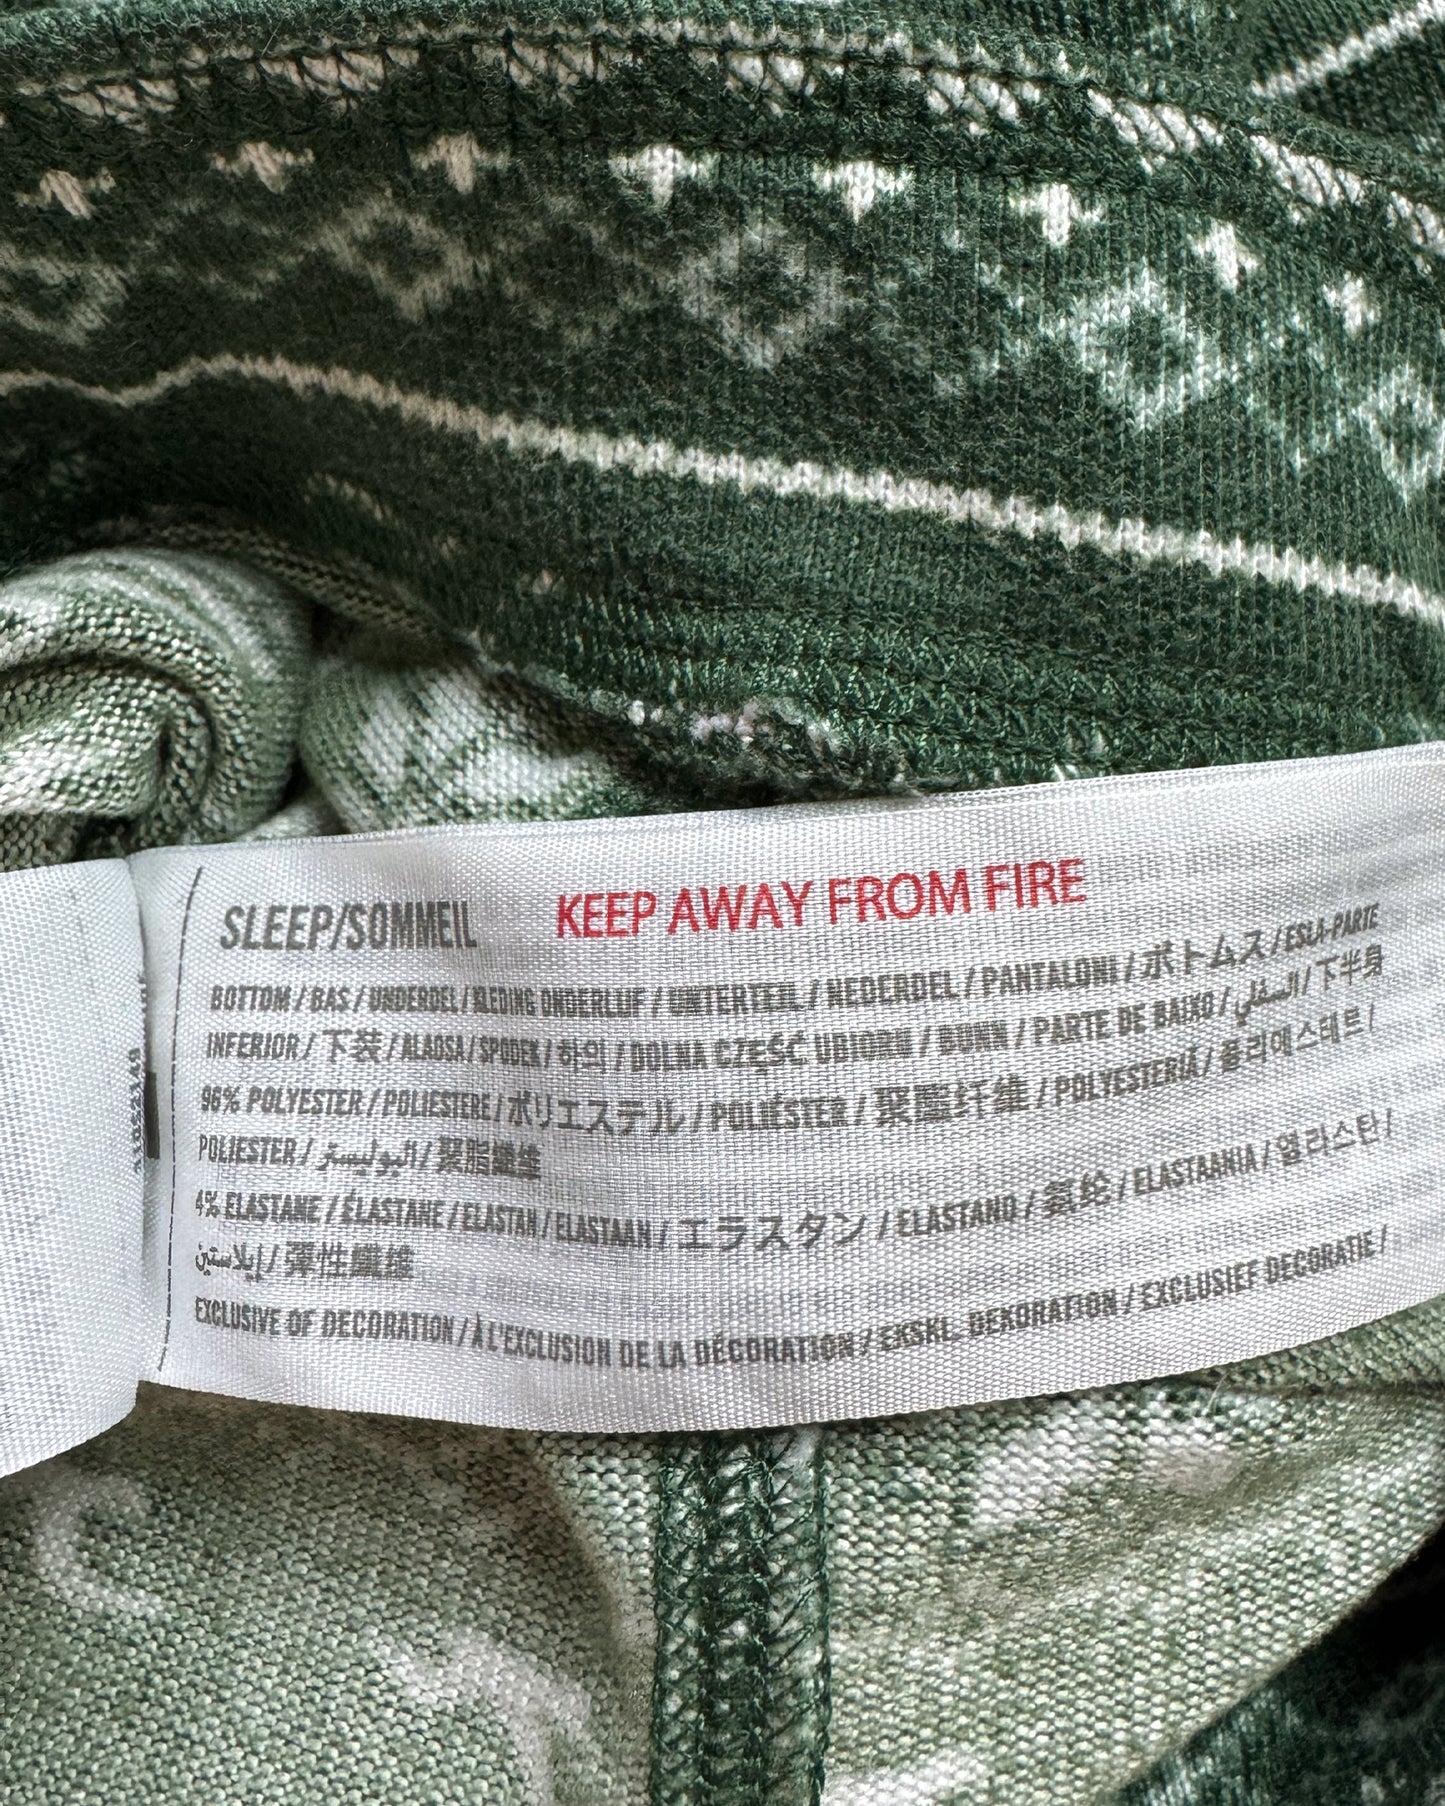 SLEEP/SOMMEIL KEEP AWAY FROM FIRE
BOTTOM / BAS / UNDERDEL / KLEDING ONDERLIJF / UNTERTEIL / NEDERDEL / PANTALONI / ボトムス / ESLA-PARTE
INFERIOR / 下装 / ALAOSA / SPODEK / 하의 / DOLNA CZĘŚĆ UBIORU / BUNN / PARTE DE BAIXO / السفلي / 下半身
96% POLYESTER / POLIESTERE / ポリエステル / POLIÉSTER / 聚酯纤维 / POLYESTERIÄ / 폴리에스테르 /
POLIESTER / البوليستر / 聚脂纖維
4% ELASTANE / ÉLASTANE / ELASTAN / ELASTAAN / エラスタン / ELASTANO / 氨纶 / ELASTAANIA / 엘라스탄 /
إيلاستين / 彈性纖維
EXCLUSIVE OF DECORATION / À L'EXCLUSION DE LA DÉCORATION / EKSKL. DEKORATION / EXCLUSIEF DECORATIE /